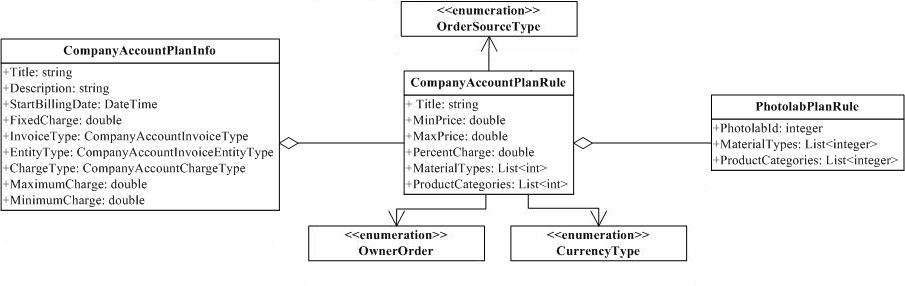 <<enumeration>>
OrderSourceType
CompanyAccountPlanInfo
+Title: string
+Description: string
+StartBillingDate: DateTime
+FixedCharge: double
+InvoiceType: CompanyAccountInvoiceType
+EntityType: CompanyAccountInvoiceEntityType
+ChargeType: CompanyAccountChargeType
+MaximumCharge: double
+MinimumCharge: double
CompanyAccountPlanRule
+ Title: string
+MinPrice: double
+MaxPrice: double
+PercentCharge: double
+MaterialTypes: List<int>
+ProductCategories: List<int>
PhotolabPlanRule
+PhotolabId: integer
+MaterialTypes: List<integer>
+ProductCategories: List<integer>
<<enumeration>>
OwnerOrder
<<enumeration>>
CurrencyType